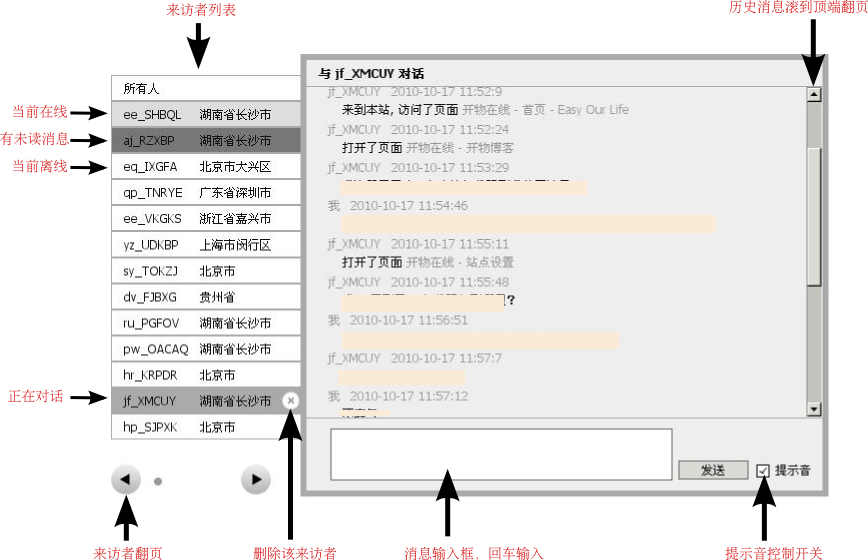 来访者列表
历史消息滚到顶端翻页
所有人
当前在线
ee_SHBQL 湖南省长沙市
有未读消息
aj_RZXBP 湖南省长沙市
当前离线
eq_IXGFA 北京市大兴区
qp_TNRYE 广东省深圳市
ee_VKGKS 浙江省嘉兴市
yz_UDKBP 上海市闵行区
sy_TOKZJ 北京市
dv_FJBXG 贵州省
ru_PGFOV 湖南省长沙市
pw_OACAQ 湖南省长沙市
hr_KRPDR 北京市
正在对话
jf_XMCUY 湖南省长沙市
hp_SJPXK 北京市
与 jf_XMCUY 对话
jf_XMCUY 2010-10-17 11:52:9
来到本站, 访问了页面 开物在线 - 首页 - Easy Our Life
jf_XMCUY 2010-10-17 11:52:24
打开了页面 开物在线 - 开物博客
jf_XMCUY 2010-10-17 11:53:29
我 2010-10-17 11:54:46
jf_XMCUY 2010-10-17 11:55:11
打开了页面 开物在线 - 站点设置
jf_XMCUY 2010-10-17 11:55:48
?
我 2010-10-17 11:56:51
jf_XMCUY 2010-10-17 11:57:7
我 2010-10-17 11:57:12
发送
提示音
来访者翻页
删除该来访者
消息输入框，回车输入
提示音控制开关